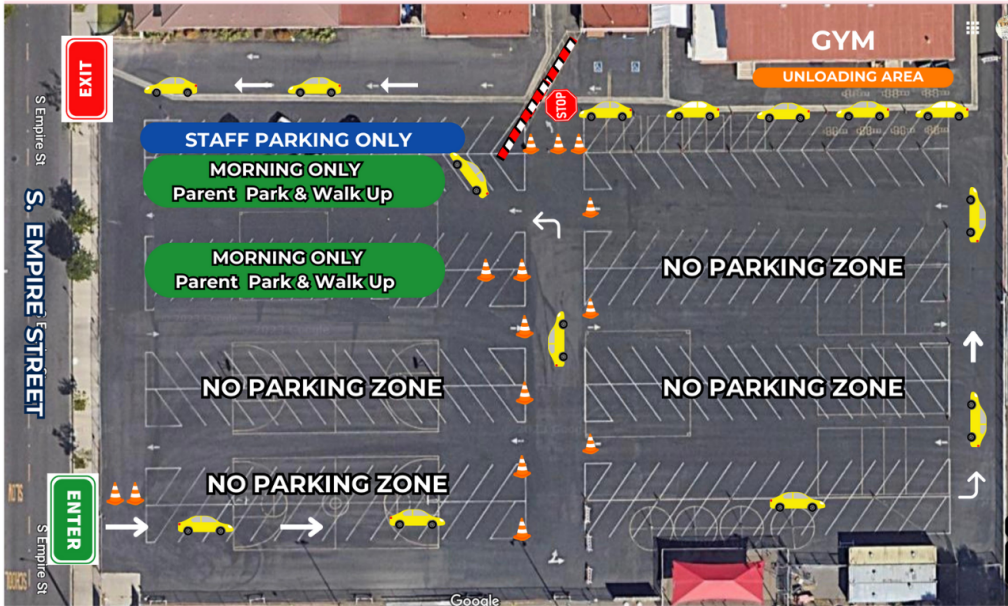 EXIT
S Empire St
STOP
GYM
UNLOADING AREA
STAFF PARKING ONLY
MORNING ONLY
Parent Park & Walk Up
MORNING ONLY
Parent Park & Walk Up
NO PARKING ZONE
S. EMPIRE STREET
NO PARKING ZONE
NO PARKING ZONE
NO PARKING ZONE
SLOW
ENTER
S Empire St
SCHOOL
Google